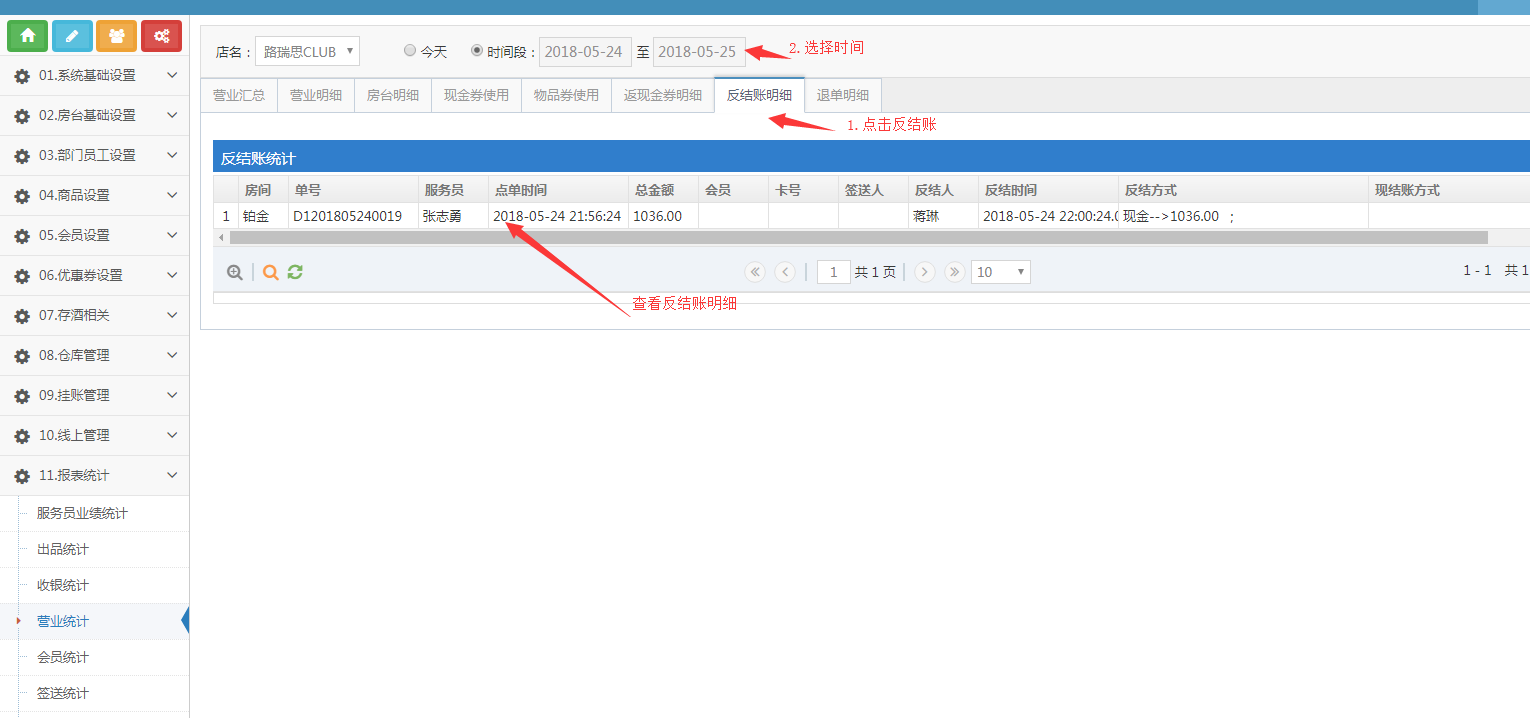 店名： 路瑞思CLUB 今天 时间段： 2018-05-24 至 2018-05-25 2. 选择时间
营业汇总 营业明细 房台明细 现金券使用 物品券使用 返现金券明细 反结账明细 退单明细
1. 点击反结账
反结账统计
房间 单号 服务员 点单时间 总金额 会员 卡号 签送人 反结人 反结时间 反结方式 现结账方式
1 铂金 D1201805240019 张志勇 2018-05-24 21:56:24 1036.00 蒋琳 2018-05-24 22:00:24.0 现金-->1036.00 ;
1 共 1 页 10 1 - 1 共 1
查看反结账明细
01.系统基础设置
02.房台基础设置
03.部门员工设置
04.商品设置
05.会员设置
06.优惠券设置
07.存酒相关
08.仓库管理
09.挂账管理
10.线上管理
11.报表统计
服务员业绩统计
出品统计
收银统计
营业统计
会员统计
签送统计